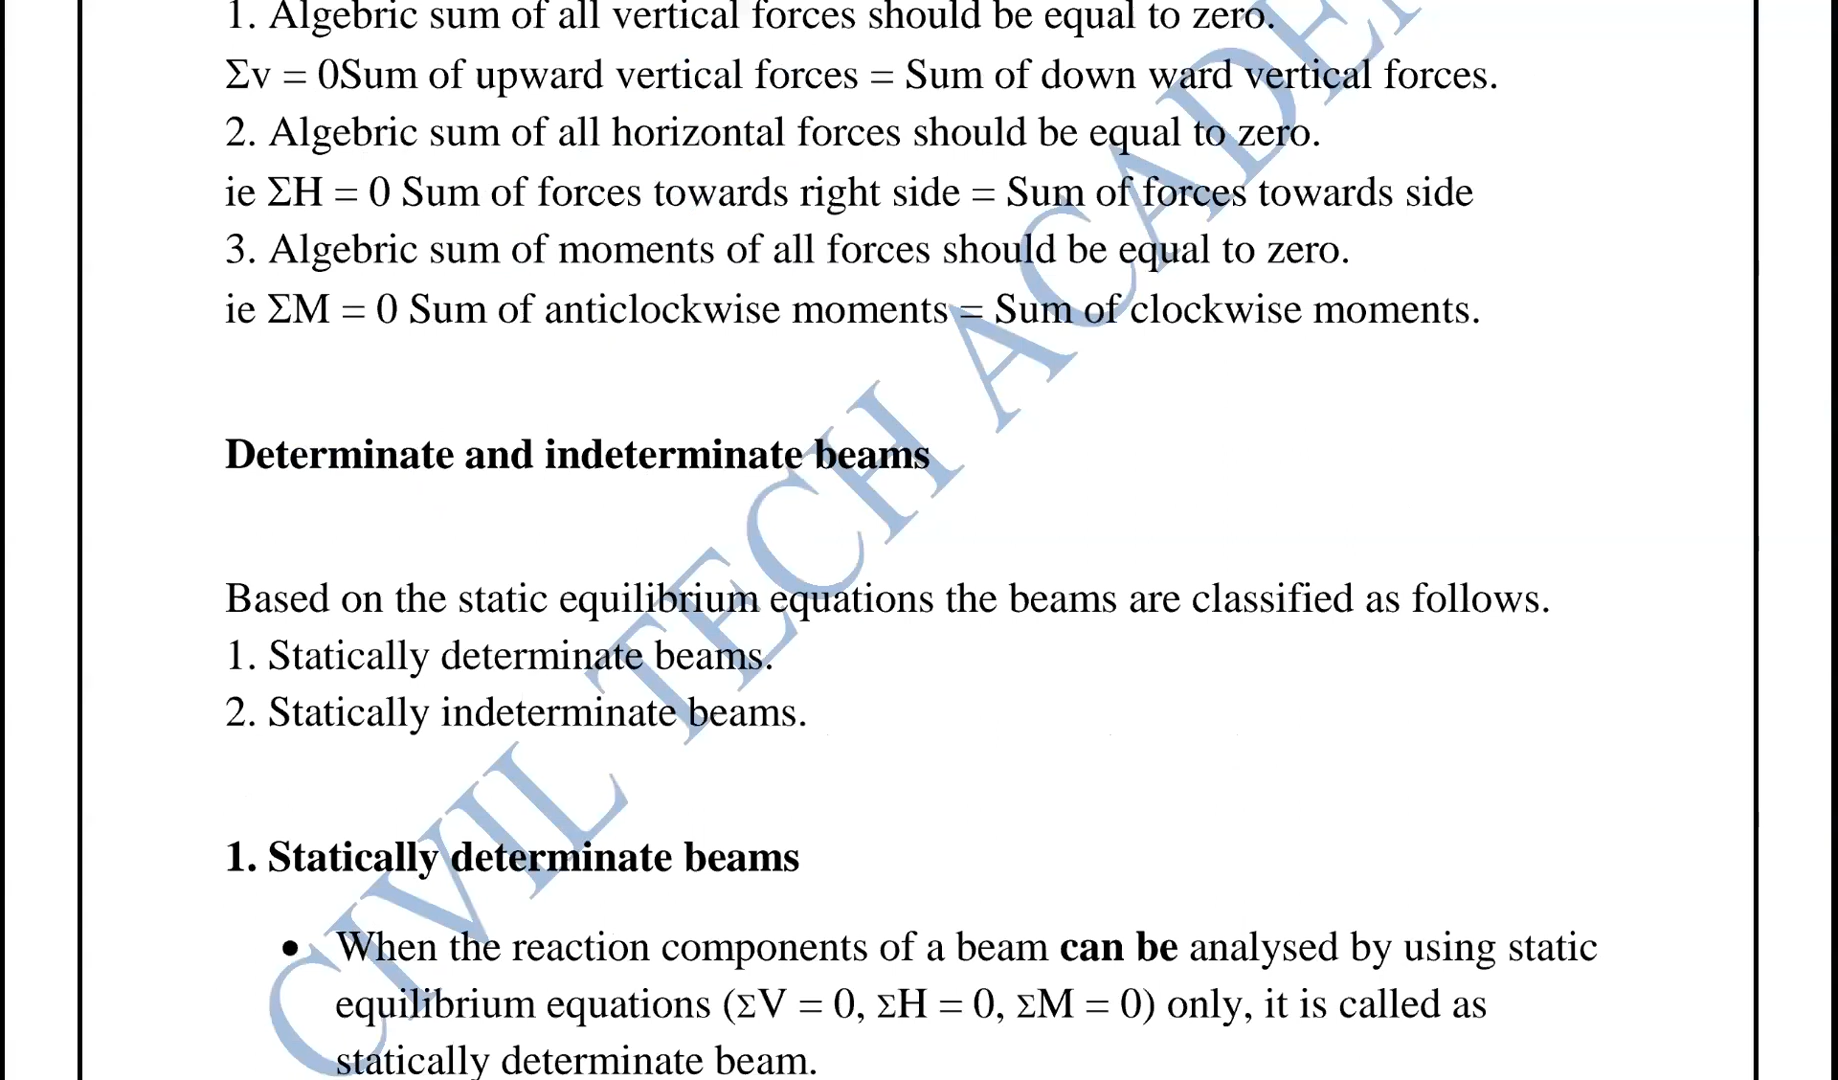 1. Algebric sum of all vertical forces should be equal to zero.
Σv = 0Sum of upward vertical forces = Sum of down ward vertical forces.
2. Algebric sum of all horizontal forces should be equal to zero.
ie ΣH = 0 Sum of forces towards right side = Sum of forces towards side
3. Algebric sum of moments of all forces should be equal to zero.
ie ΣM = 0 Sum of anticlockwise moments = Sum of clockwise moments.
Determinate and indeterminate beams
Based on the static equilibrium equations the beams are classified as follows.
1. Statically determinate beams.
2. Statically indeterminate beams.
1. Statically determinate beams
• When the reaction components of a beam can be analysed by using static
equilibrium equations (ΣV = 0, ΣH = 0, ΣM = 0) only, it is called as
statically determinate beam.
CIVIL TECH ACADE